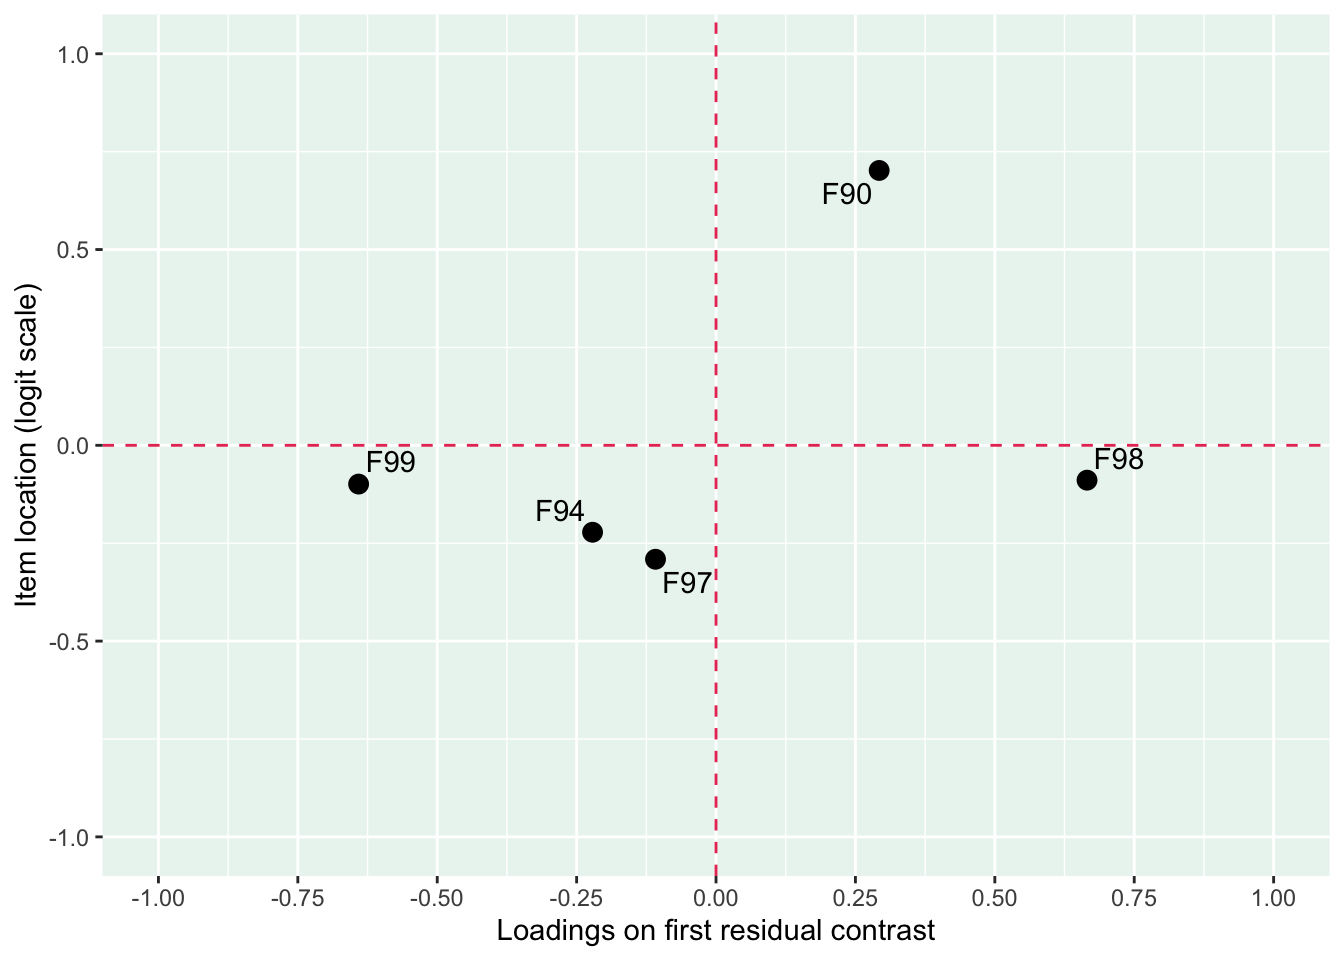 1.0
0.5
0.0
-0.5
-1.0
Item location (logit scale)
F90
F99
F98
F94
F97
-1.00 -0.75 -0.50 -0.25 0.00 0.25 0.50 0.75 1.00
Loadings on first residual contrast